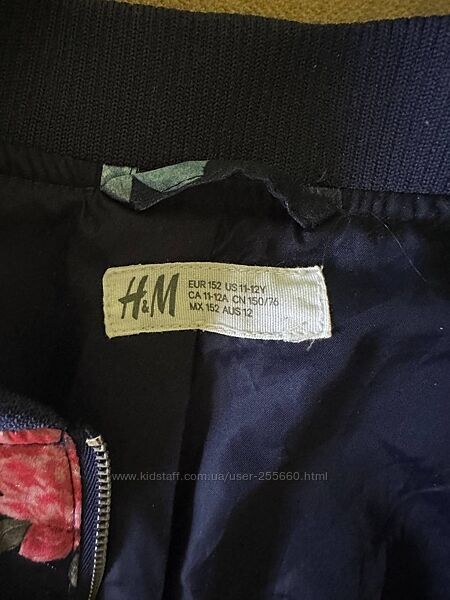 H&M
EUR 152 US 11-12Y
CA 11-12A CN 150/76
MX 152 AUS 12
www.kidstaff.com.ua/user-255660.html